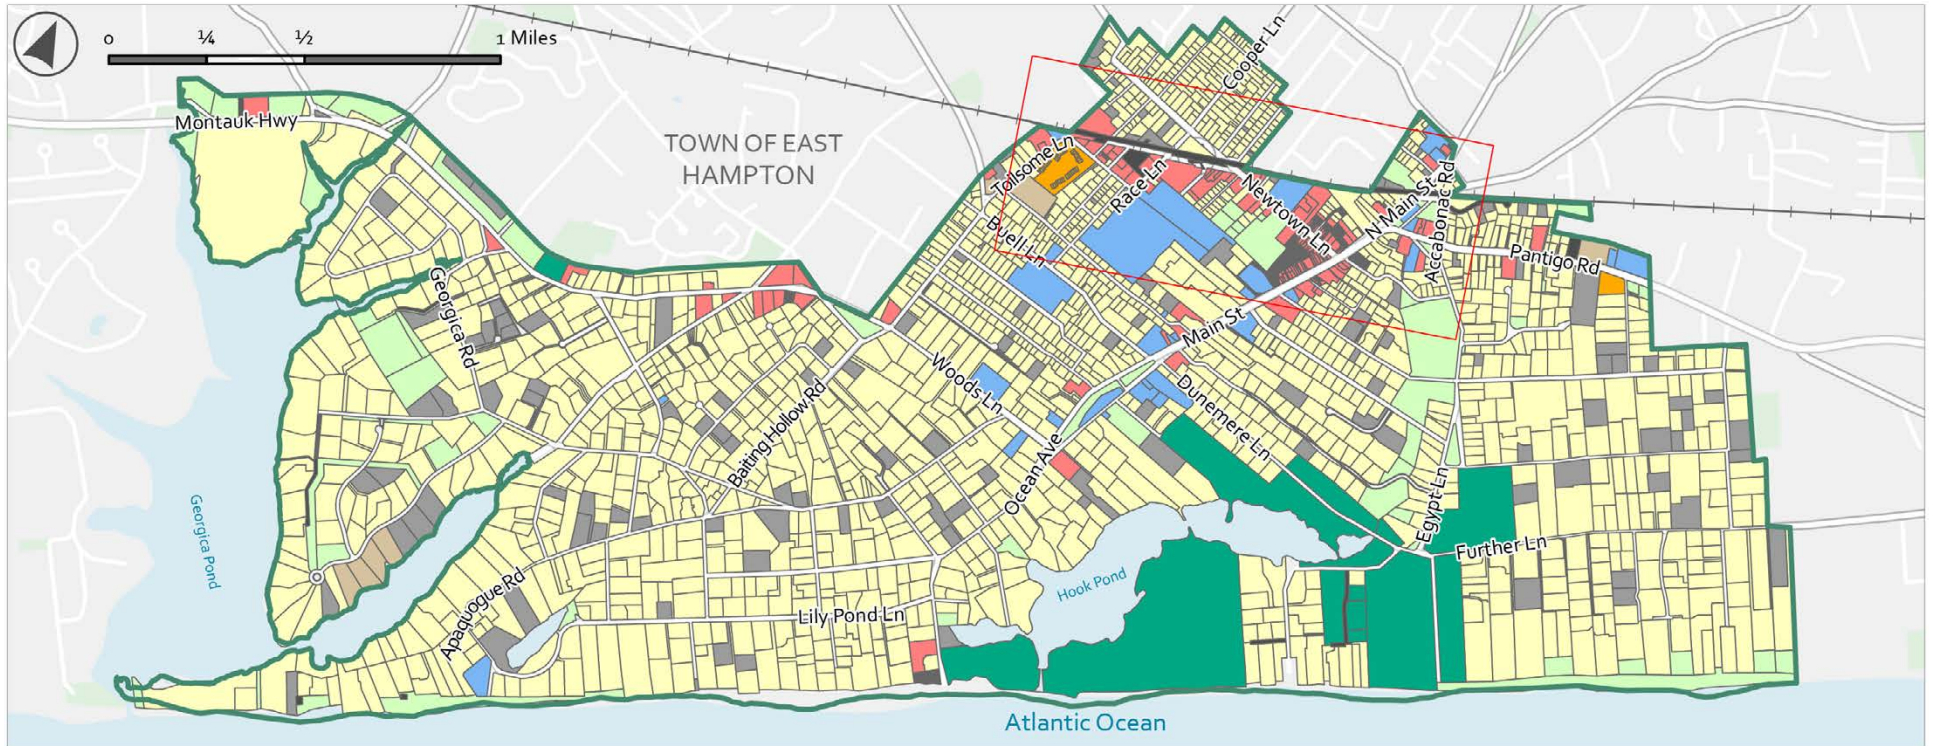 0 ¼ ½ 1 Miles
Cooper Ln
Montauk Hwy
TOWN OF EAST
HAMPTON
Toilsome Ln
Race Ln
Newtown Ln
N Main St
Accabonac Rd
Buell Ln
Pantigo Rd
Georgica Rd
Main St
Woods Ln
Dunemere Ln
Baiting Hollow Rd
Ocean Ave
Egypt Ln
Georgica Pond
Further Ln
Hook Pond
Apaquogue Rd
Lily Pond Ln
Atlantic Ocean